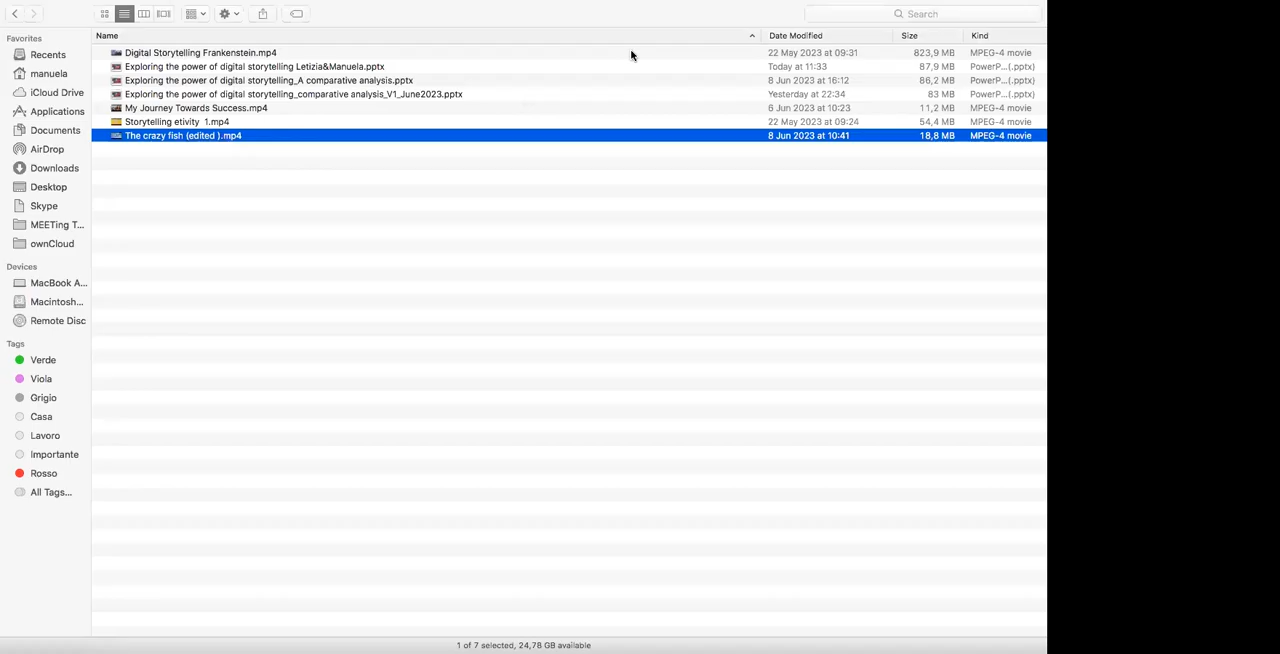 Search
Favorites
Recents
manuela
iCloud Drive
Applications
Documents
AirDrop
Downloads
Desktop
Skype
MEETing T...
ownCloud
Devices
MacBook A...
Macintosh...
Remote Disc
Tags
Verde
Viola
Grigio
Casa
Lavoro
Importante
Rosso
All Tags...
Name Date Modified Size Kind
Digital Storytelling Frankenstein.mp4 22 May 2023 at 09:31 823,9 MB MPEG-4 movie
Exploring the power of digital storytelling Letizia&Manuela.pptx Today at 11:33 87,9 MB PowerP...(.pptx)
Exploring the power of digital storytelling_A comparative analysis.pptx 8 Jun 2023 at 16:12 86,2 MB PowerP...(.pptx)
Exploring the power of digital storytelling_comparative analysis_V1_June2023.pptx Yesterday at 22:34 83 MB PowerP...(.pptx)
My Journey Towards Success.mp4 6 Jun 2023 at 10:23 11,2 MB MPEG-4 movie
Storytelling etivity 1.mp4 22 May 2023 at 09:24 54,4 MB MPEG-4 movie
The crazy fish (edited ).mp4 8 Jun 2023 at 10:41 18,8 MB MPEG-4 movie
1 of 7 selected, 24,78 GB available